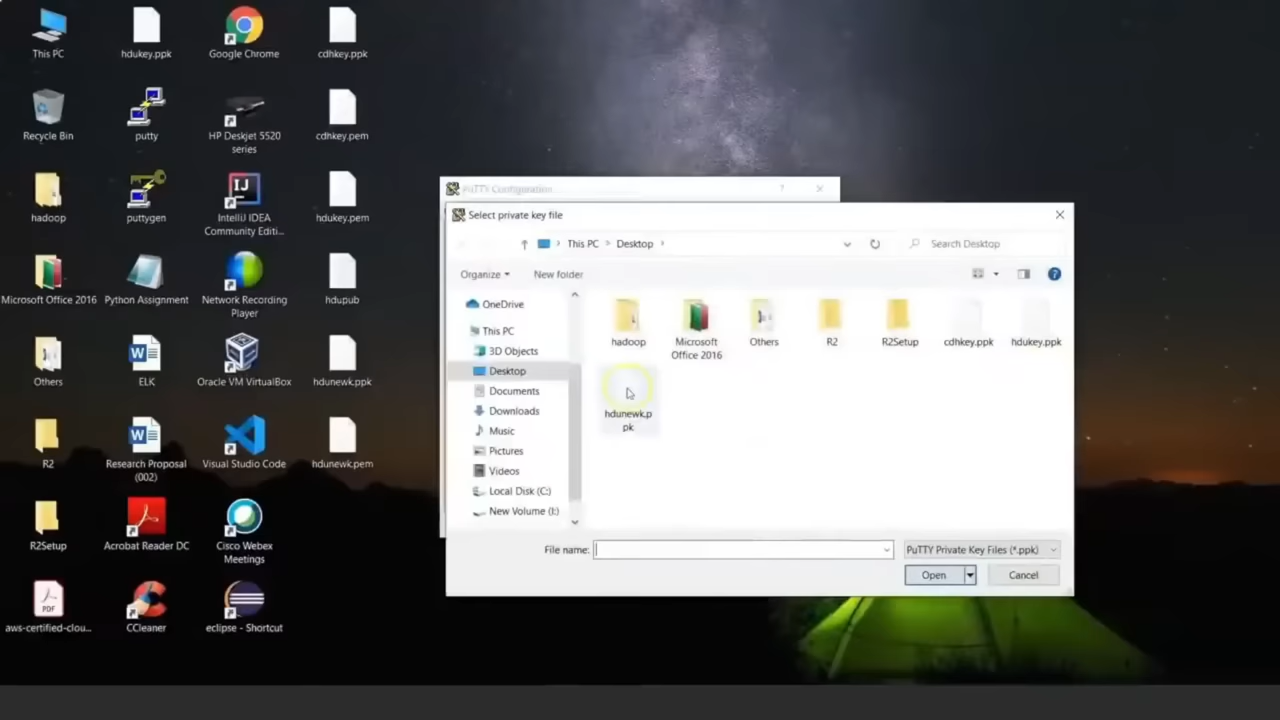 This PC
hdukey.ppk
Google Chrome
cdhkey.ppk
Recycle Bin
putty
HP Deskjet 5520
series
cdhkey.pem
hadoop
puttygen
IntelliJ IDEA
Community Editi...
hdukey.pem
Microsoft Office 2016
Python Assignment
Network Recording
Player
hdupub
Others
ELK
Oracle VM VirtualBox
hdunewk.ppk
R2
Research Proposal
(002)
Visual Studio Code
hdunewk.pem
R2Setup
Acrobat Reader DC
Cisco Webex
Meetings
aws-certified-clou...
CCleaner
eclipse - Shortcut
PuTTY Configuration
Select private key file
This PC > Desktop >
Search Desktop
Organize
New folder
OneDrive
This PC
3D Objects
Desktop
Documents
Downloads
Music
Pictures
Videos
Local Disk (C:)
New Volume (I:)
hadoop
Microsoft
Office 2016
Others
R2
R2Setup
cdhkey.ppk
hdukey.ppk
hdunewk.p
pk
File name:
PuTTY Private Key Files (*.ppk)
Open
Cancel